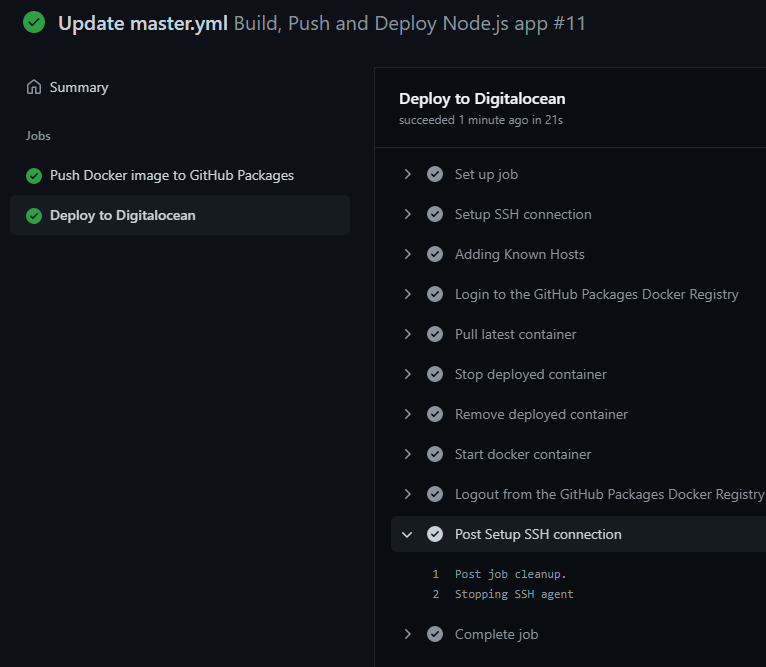 Update master.yml Build, Push and Deploy Node.js app #11
Summary
Jobs
Push Docker image to GitHub Packages
Deploy to Digitalocean
Deploy to Digitalocean
succeeded 1 minute ago in 21s
Set up job
Setup SSH connection
Adding Known Hosts
Login to the GitHub Packages Docker Registry
Pull latest container
Stop deployed container
Remove deployed container
Start docker container
Logout from the GitHub Packages Docker Registry
Post Setup SSH connection
1 Post job cleanup.
2 Stopping SSH agent
Complete job